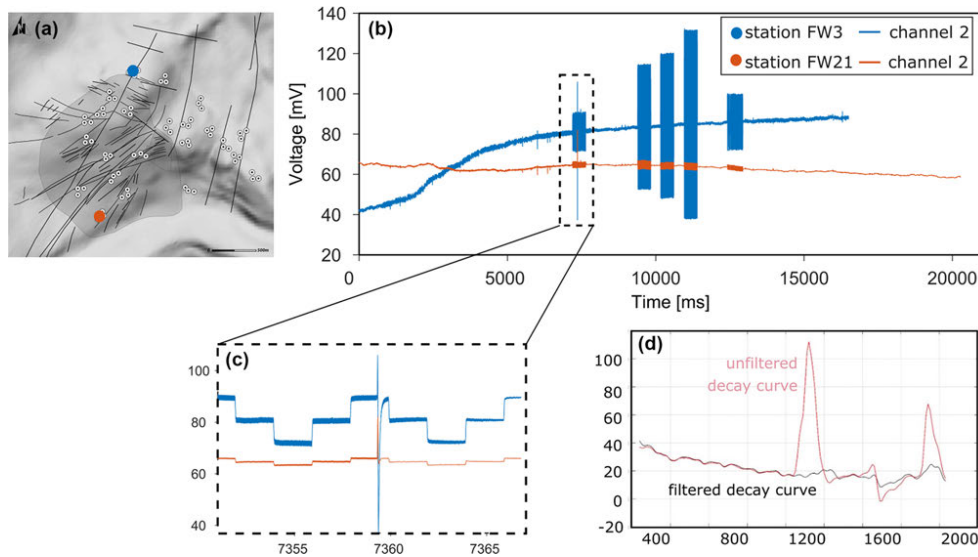 (a)
500m
(b)
140
120
100
80
60
40
20
Voltage [mV]
station FW3 channel 2
station FW21 channel 2
0 5000 10000 15000 20000
Time [ms]
(c)
100
80
60
40
7355 7360 7365
(d)
unfiltered
decay curve
filtered decay curve
100
80
60
40
20
0
-20
400 800 1200 1600 2000